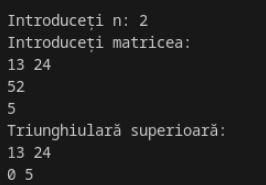 Introduceți n: 2
Introduceți matricea:
13 24
52
5
Triunghiulară superioară:
13 24
0 5